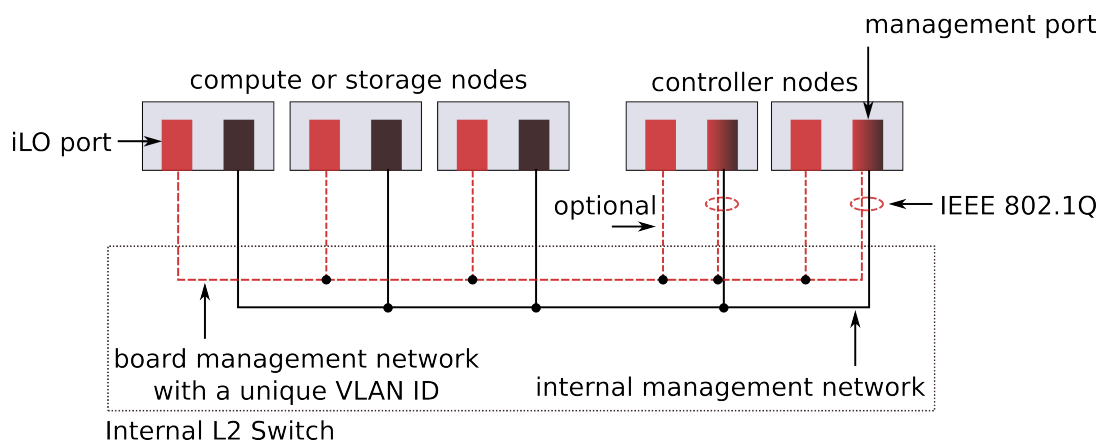 management port
compute or storage nodes
controller nodes
iLO port
optional
IEEE 802.1Q
board management network
with a unique VLAN ID
internal management network
Internal L2 Switch